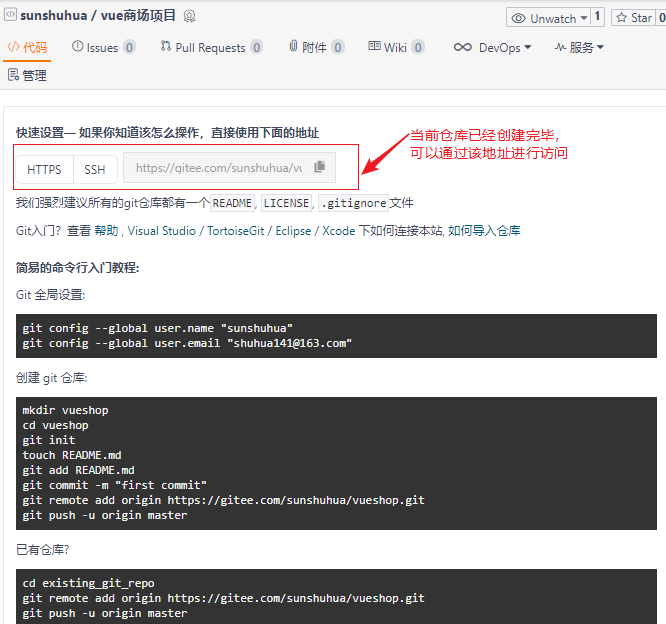 sunshuhua / vue商场项目
Unwatch 1 Star 0
代码 Issues 0 Pull Requests 0 附件 0 Wiki 0 DevOps 服务
管理
快速设置— 如果你知道该怎么操作，直接使用下面的地址
当前仓库已经创建完毕，
可以通过该地址进行访问
HTTPS SSH https://gitee.com/sunshuhua/vu
我们强烈建议所有的git仓库都有一个README, LICENSE, .gitignore文件
Git入门？查看 帮助 , Visual Studio / TortoiseGit / Eclipse / Xcode 下如何连接本站, 如何导入仓库
简易的命令行入门教程:
Git 全局设置:
git config --global user.name "sunshuhua"
git config --global user.email "shuhua141@163.com"
创建 git 仓库:
mkdir vueshop
cd vueshop
git init
touch README.md
git add README.md
git commit -m "first commit"
git remote add origin https://gitee.com/sunshuhua/vueshop.git
git push -u origin master
已有仓库?
cd existing_git_repo
git remote add origin https://gitee.com/sunshuhua/vueshop.git
git push -u origin master